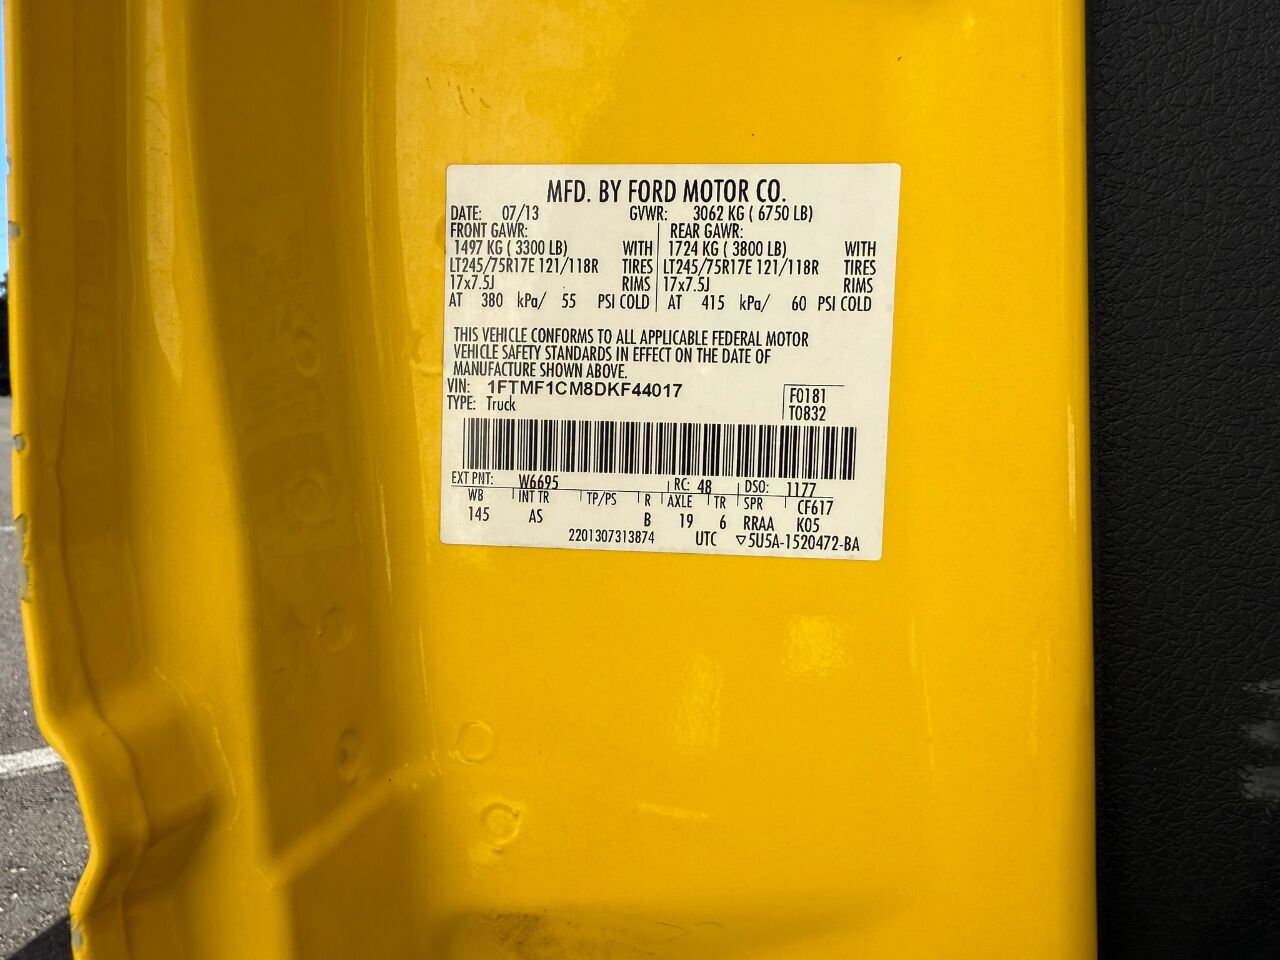 MFD. BY FORD MOTOR CO.
DATE: 07/13 GVWR: 3062 KG ( 6750 LB)
FRONT GAWR: REAR GAWR:
1497 KG ( 3300 LB) WITH 1724 KG ( 3800 LB) WITH
LT245/75R17E 121/118R TIRES LT245/75R17E 121/118R TIRES
17x7.5J RIMS 17x7.5J RIMS
AT 380 kPa/ 55 PSI COLD AT 415 kPa/ 60 PSI COLD
THIS VEHICLE CONFORMS TO ALL APPLICABLE FEDERAL MOTOR
VEHICLE SAFETY STANDARDS IN EFFECT ON THE DATE OF
MANUFACTURE SHOWN ABOVE.
VIN: 1FTMF1CM8DKF44017
TYPE: Truck
F0181
T0832
EXT PNT: W6695 RC: 48 DSO: 1177
WB INT TR TP/PS R AXLE TR SPR CF617
145 AS B 19 6 RRAA K05
2201307313874 UTC ▽5U5A-1520472-BA